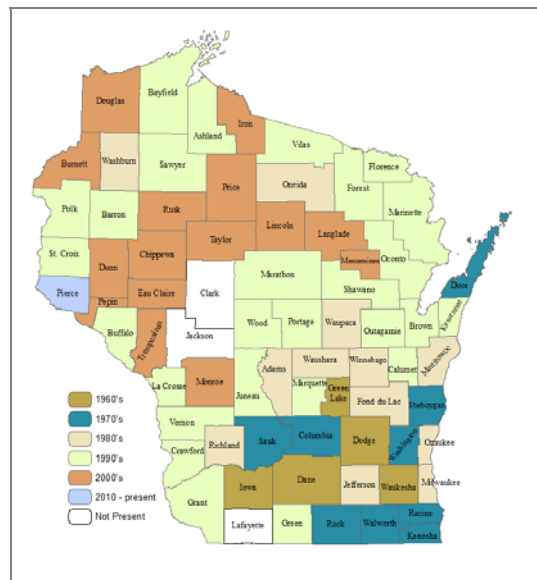 Douglas
Bayfield
Ashland
Iron
Vilas
Burnett
Washburn
Sawyer
Price
Oneida
Forest
Florence
Marinette
Polk
Barron
Rusk
Lincoln
Langlade
Taylor
Menominee
Oconto
St. Croix
Dunn
Chippewa
Marathon
Shawano
Door
Pierce
Pepin
Eau Claire
Clark
Buffalo
Trempealeau
Jackson
Wood
Portage
Waupaca
Outagamie
Brown
Kewaunee
La Crosse
Monroe
Juneau
Adams
Waushara
Winnebago
Calumet
Manitowoc
Marquette
Green
Lake
Fond du Lac
Sheboygan
Vernon
Crawford
Richland
Sauk
Columbia
Dodge
Washington
Ozaukee
Grant
Iowa
Dane
Jefferson
Waukesha
Milwaukee
Lafayette
Green
Rock
Walworth
Racine
Kenosha
1960's
1970's
1980's
1990's
2000's
2010 - present
Not Present